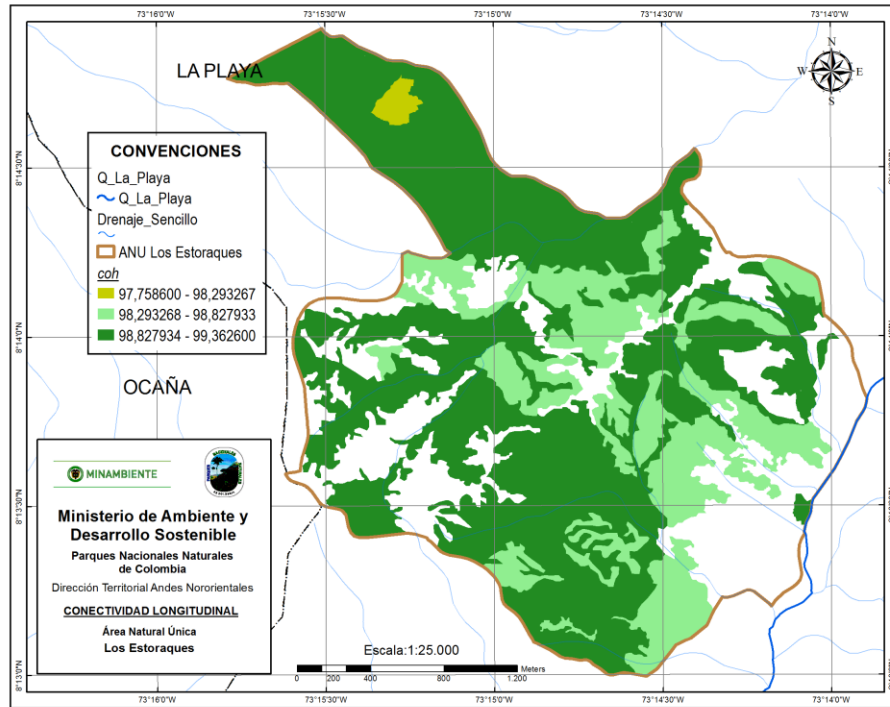 73°16'0"W 73°15'30"W 73°15'0"W 73°14'30"W 73°14'0"W
LA PLAYA
N
W E
S
8°14'30"N
CONVENCIONES
Q_La_Playa
Q_La_Playa
Drenaje_Sencillo
ANU Los Estoraques
coh
97,758600 - 98,293267
98,293268 - 98,827933
98,827934 - 99,362600
8°14'0"N
OCAÑA
MINAMBIENTE
8°13'30"N
Ministerio de Ambiente y
Desarrollo Sostenible
Parques Nacionales Naturales
de Colombia
Dirección Territorial Andes Nororientales
CONECTIVIDAD LONGITUDINAL
Área Natural Única
Los Estoraques
Escala:1:25.000
Meters
0 200 400 800 1.200
8°13'0"N
73°16'0"W 73°15'30"W 73°15'0"W 73°14'30"W 73°14'0"W